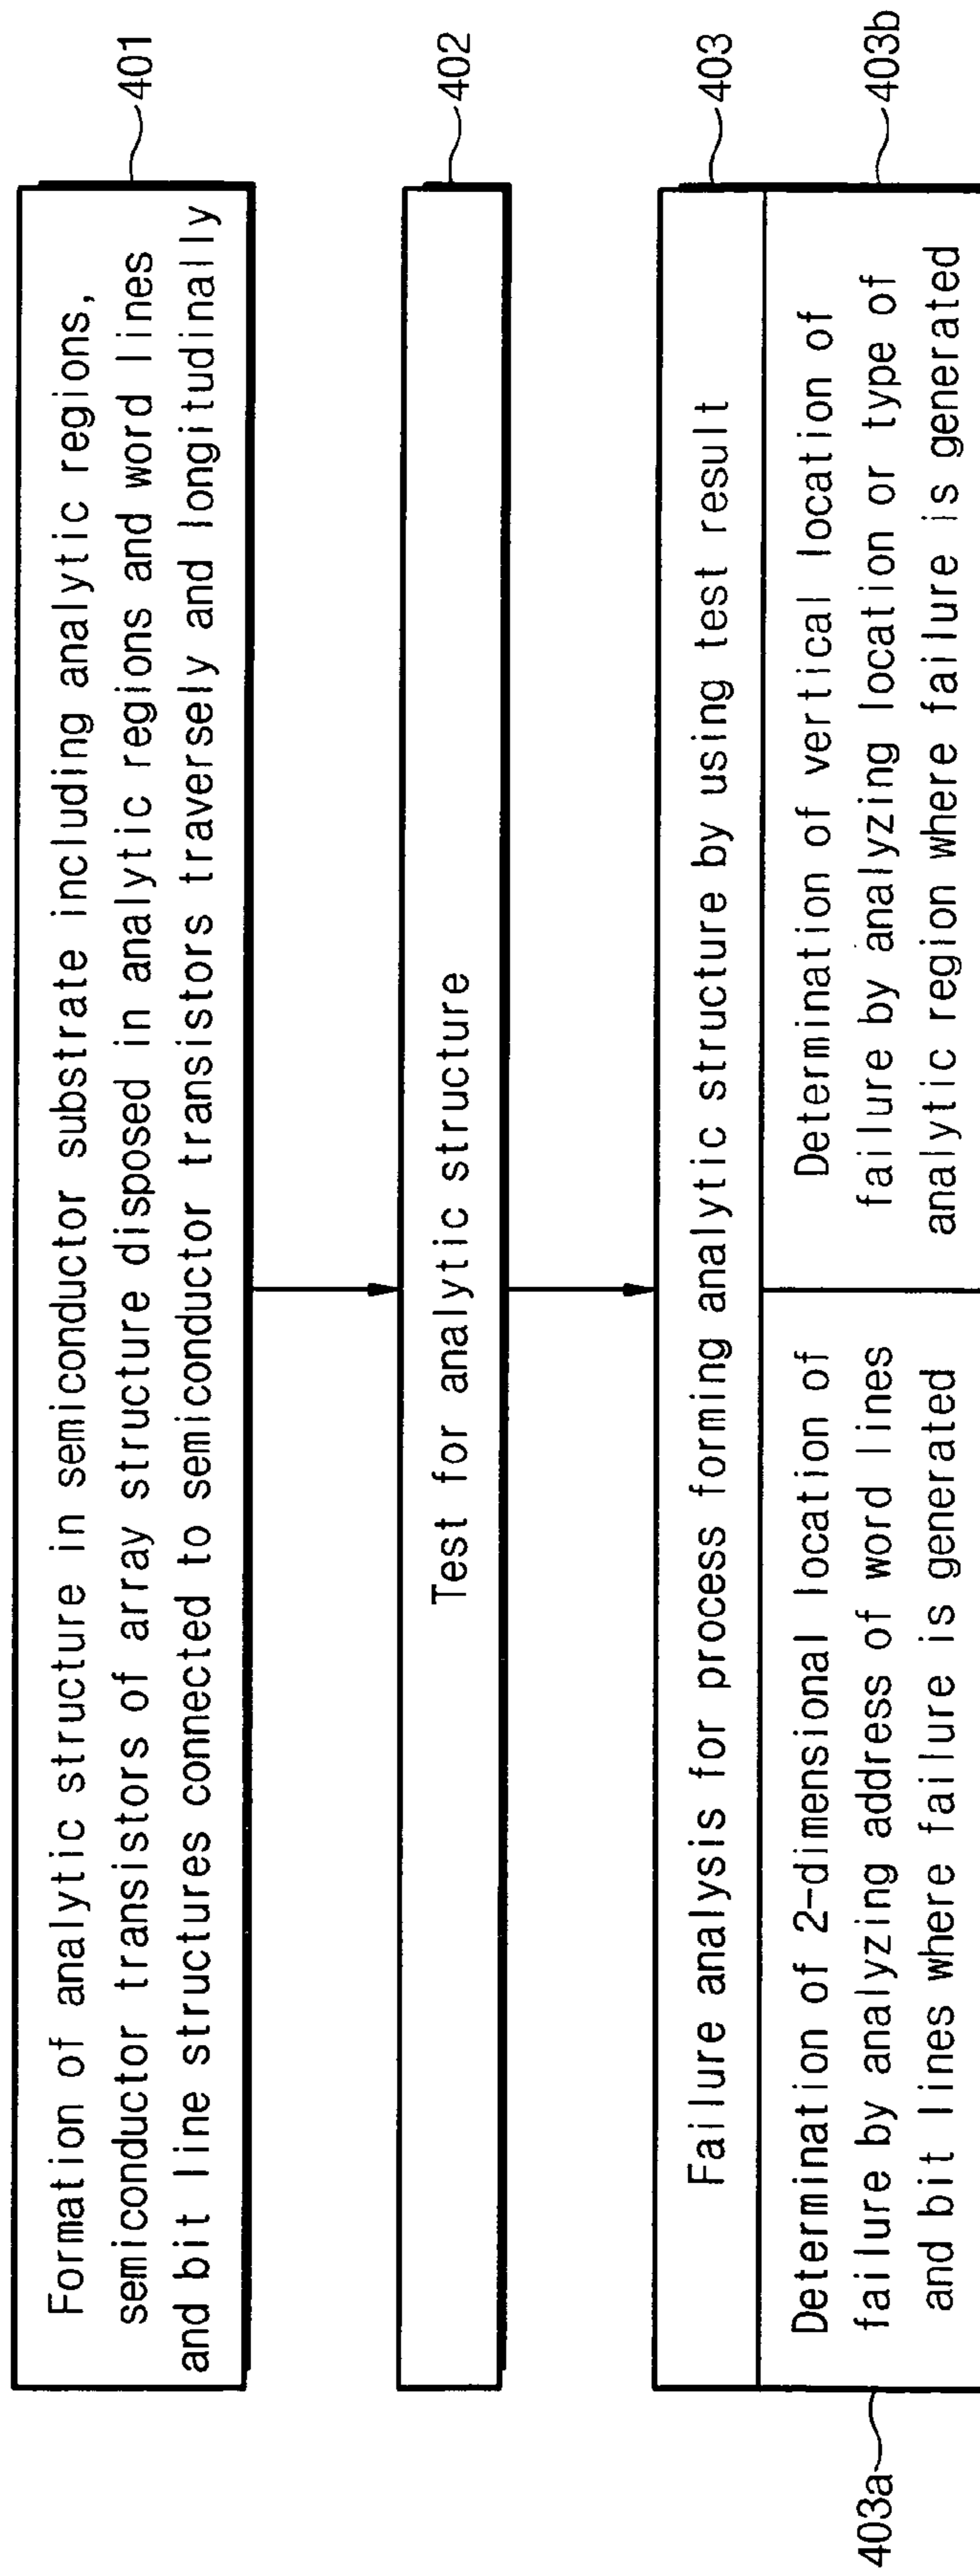 Formation of analytic structure in semiconductor substrate including analytic regions,
semiconductor transistors of array structure disposed in analytic regions and word lines
and bit line structures connected to semiconductor transistors traversely and longitudinally
401
Test for analytic structure
402
Failure analysis for process forming analytic structure by using test result
403
403a
Determination of 2-dimensional location of
failure by analyzing address of word lines
and bit lines where failure is generated
Determination of vertical location of
failure by analyzing location or type of
analytic region where failure is generated
403b